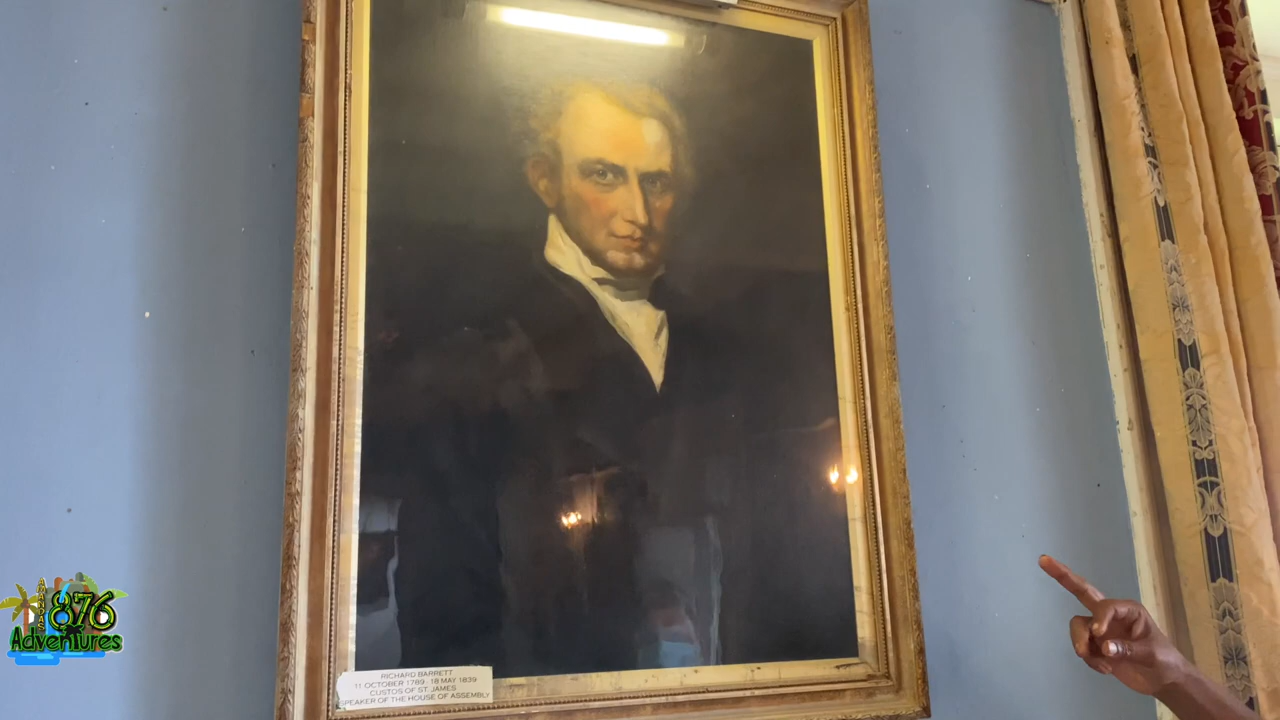 RICHARD BARRETT
11 OCTOBER 1789 - 18 MAY 1839
CUSTOS OF ST. JAMES
SPEAKER OF THE HOUSE OF ASSEMBLY
876
Adventures